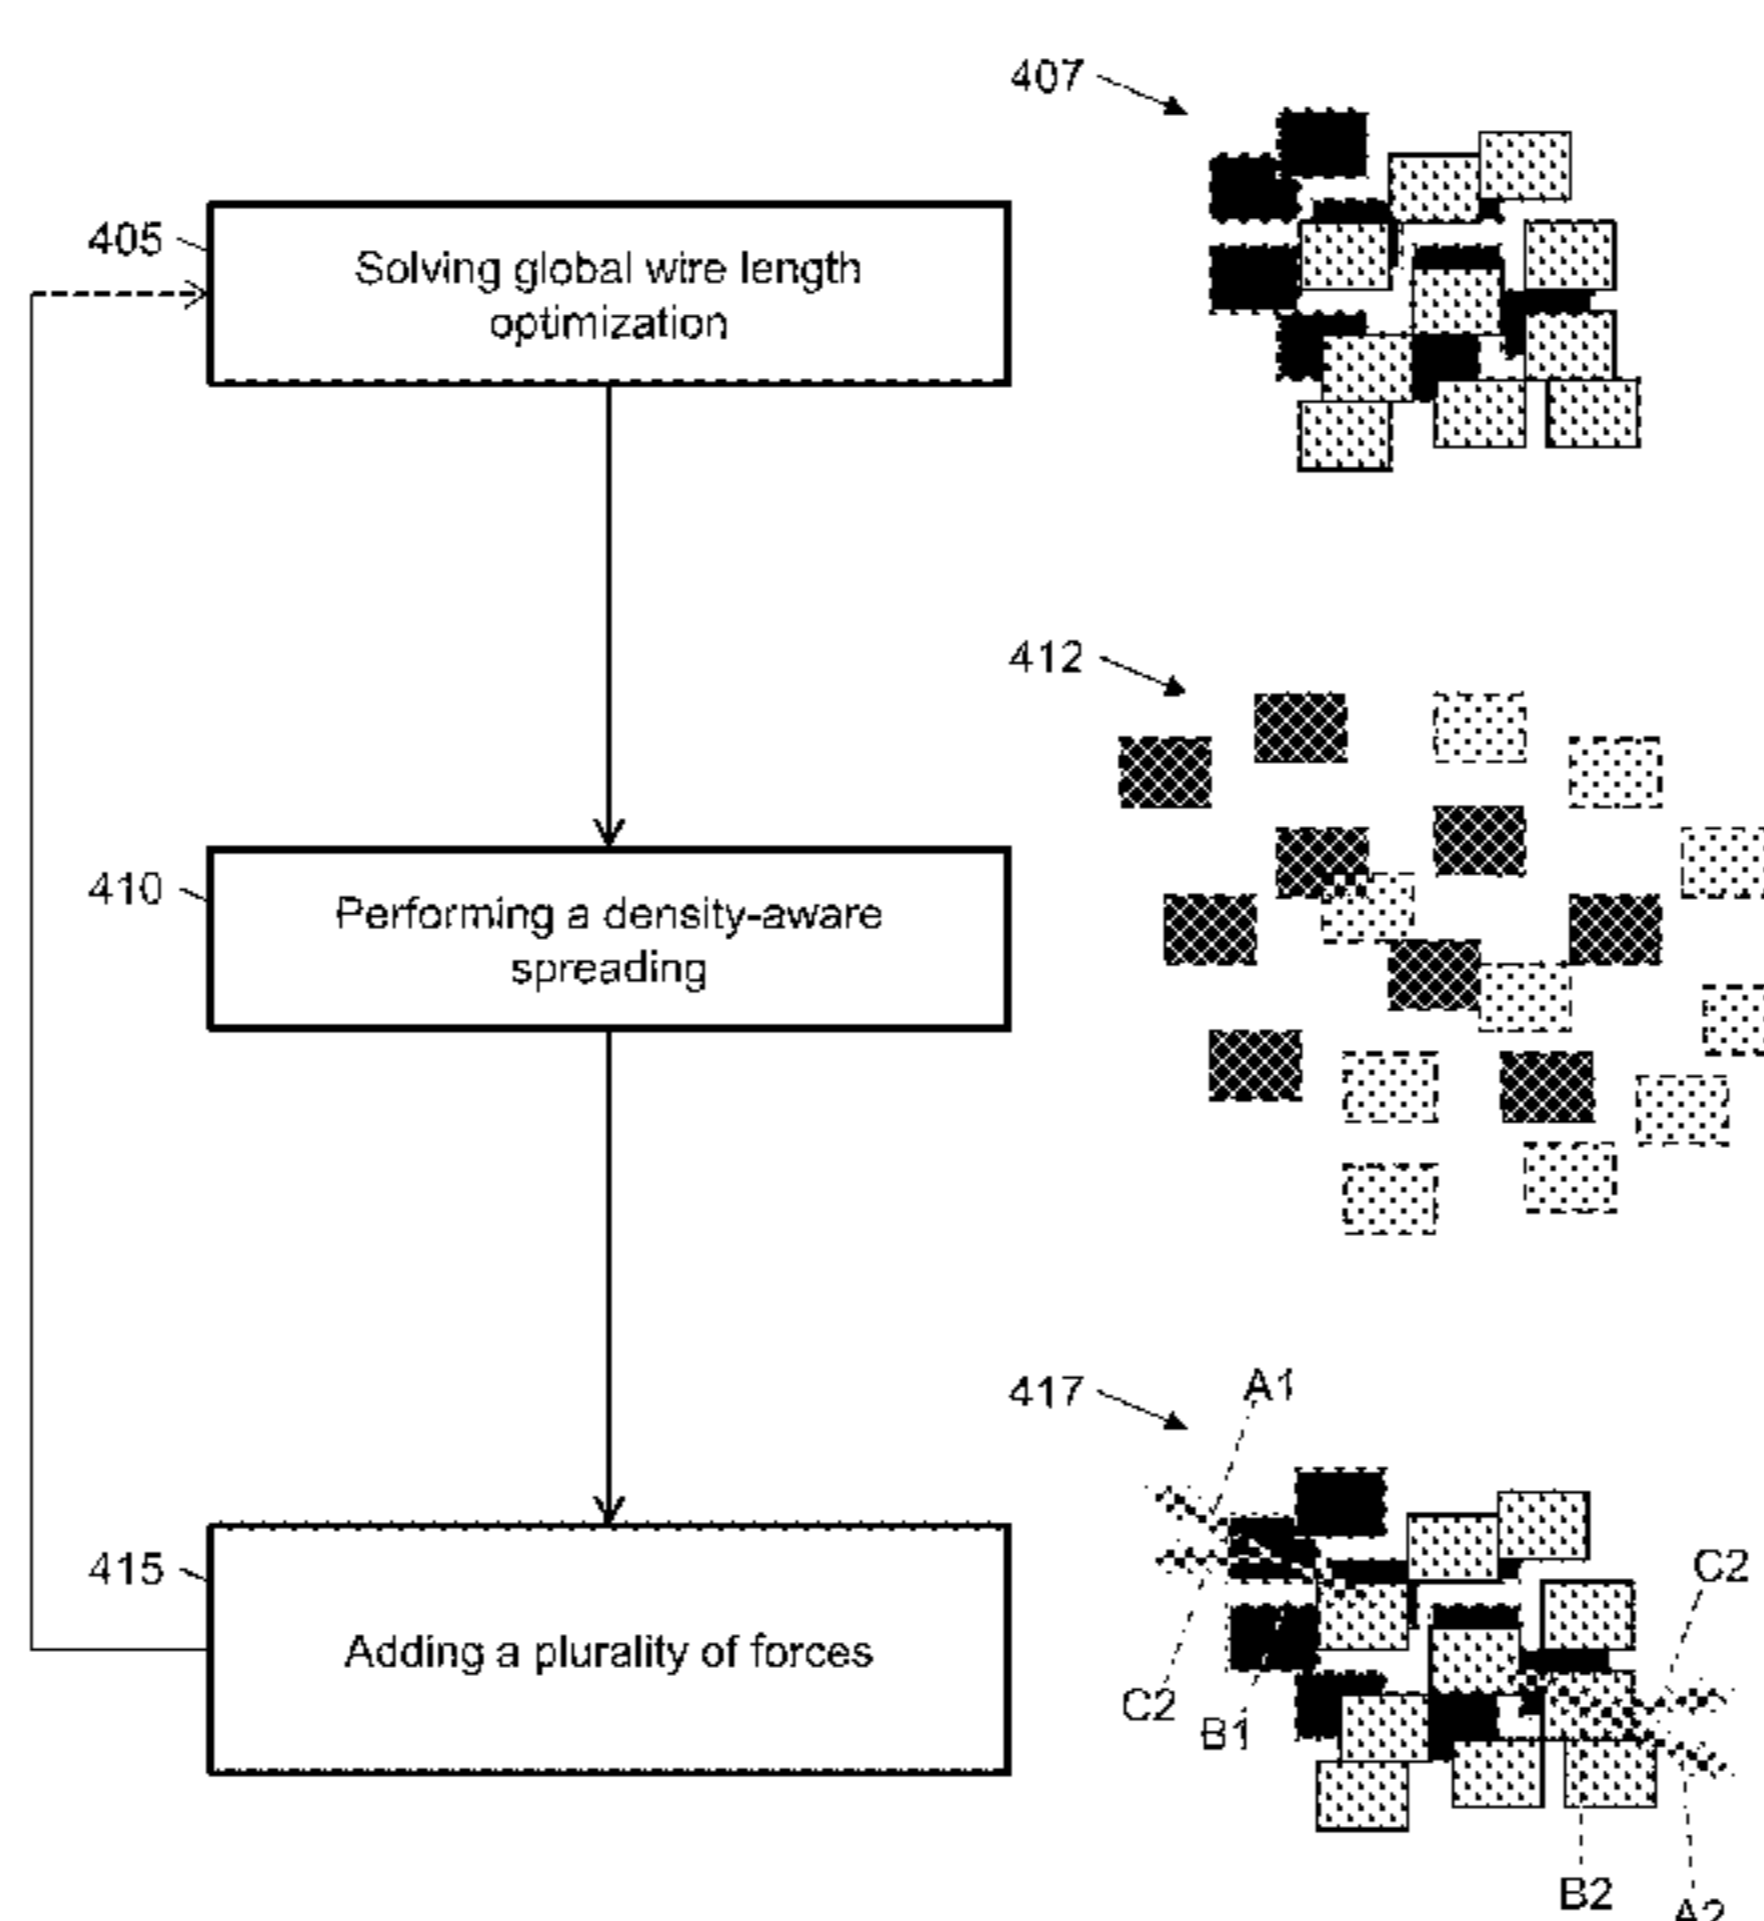 407
405
Solving global wire length
optimization
412
410
Performing a density-aware
spreading
417
A1
415
Adding a plurality of forces
C2
C2
B1
B2
A2